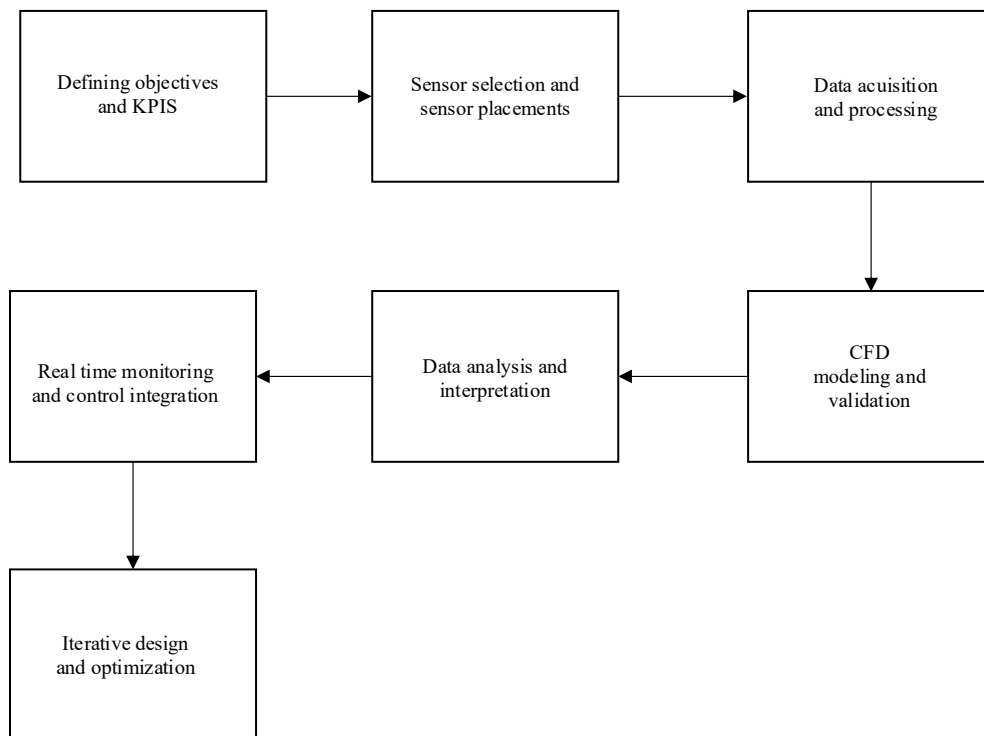 Defining objectives
and KPIS
Sensor selection and
sensor placements
Data acuisition
and processing
CFD
modeling and
validation
Data analysis and
interpretation
Real time monitoring
and control integration
Iterative design
and optimization